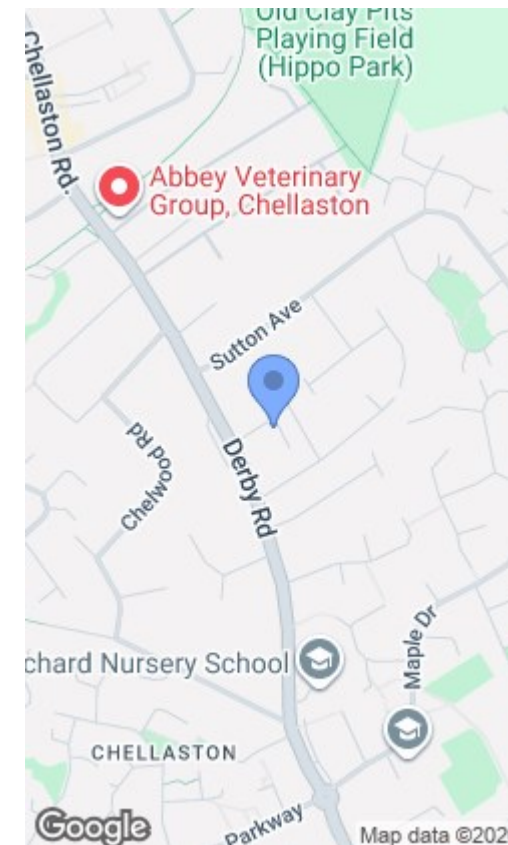 Old Clay Pits
Playing Field
(Hippo Park)
Chellaston Rd.
Abbey Veterinary
Group, Chellaston
Sutton Ave
Chelwood Rd
Derby Rd
chard Nursery School
Maple Dr
CHELLASTON
Parkway
Google
Map data ©202